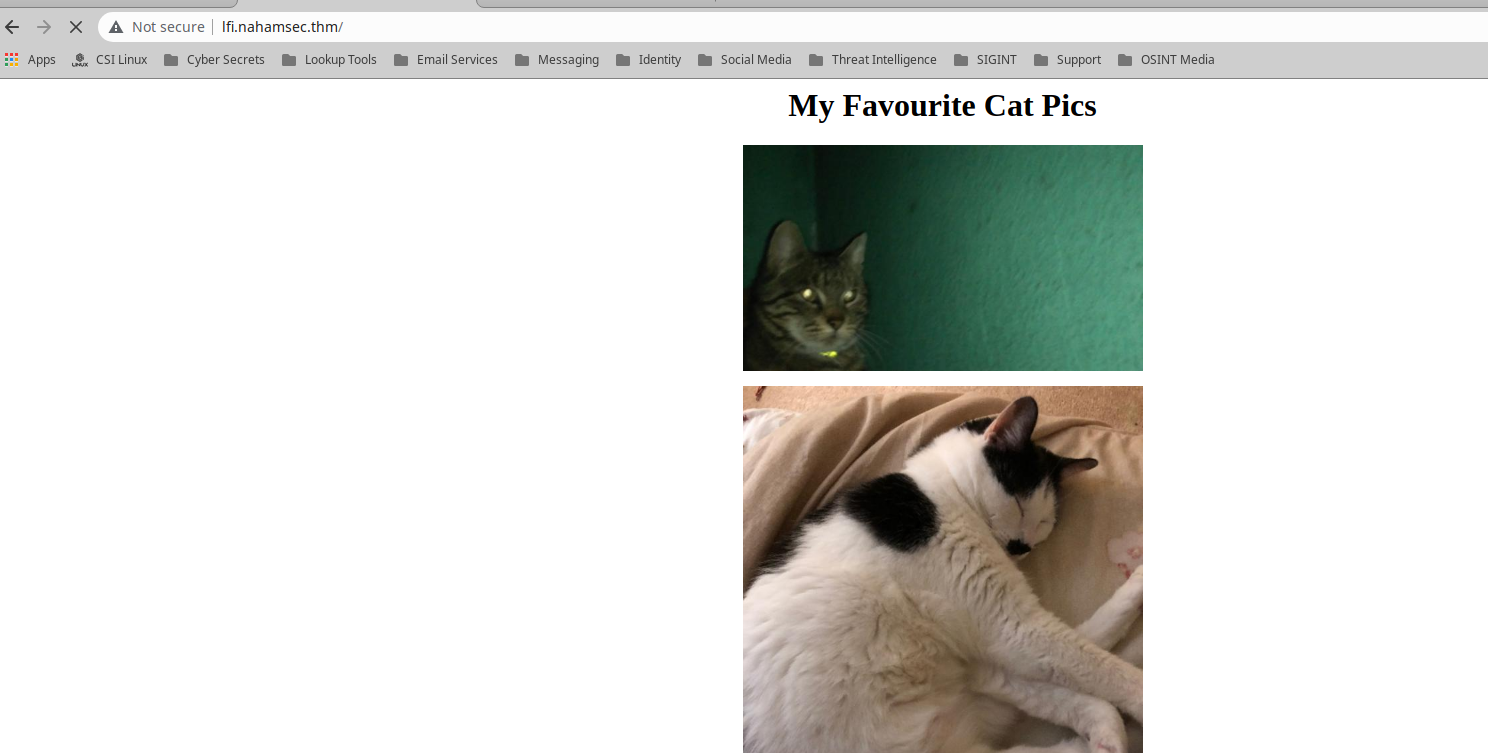 Not secure lfi.nahamsec.thm/
Apps CSI Linux Cyber Secrets Lookup Tools Email Services Messaging Identity Social Media Threat Intelligence SIGINT Support OSINT Media
My Favourite Cat Pics